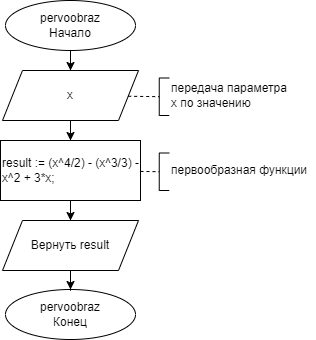 pervoobraz
Начало
x
передача параметра
x по значению
result := (x^4/2) - (x^3/3) -
x^2 + 3*x;
первообразная функции
Вернуть result
pervoobraz
Конец